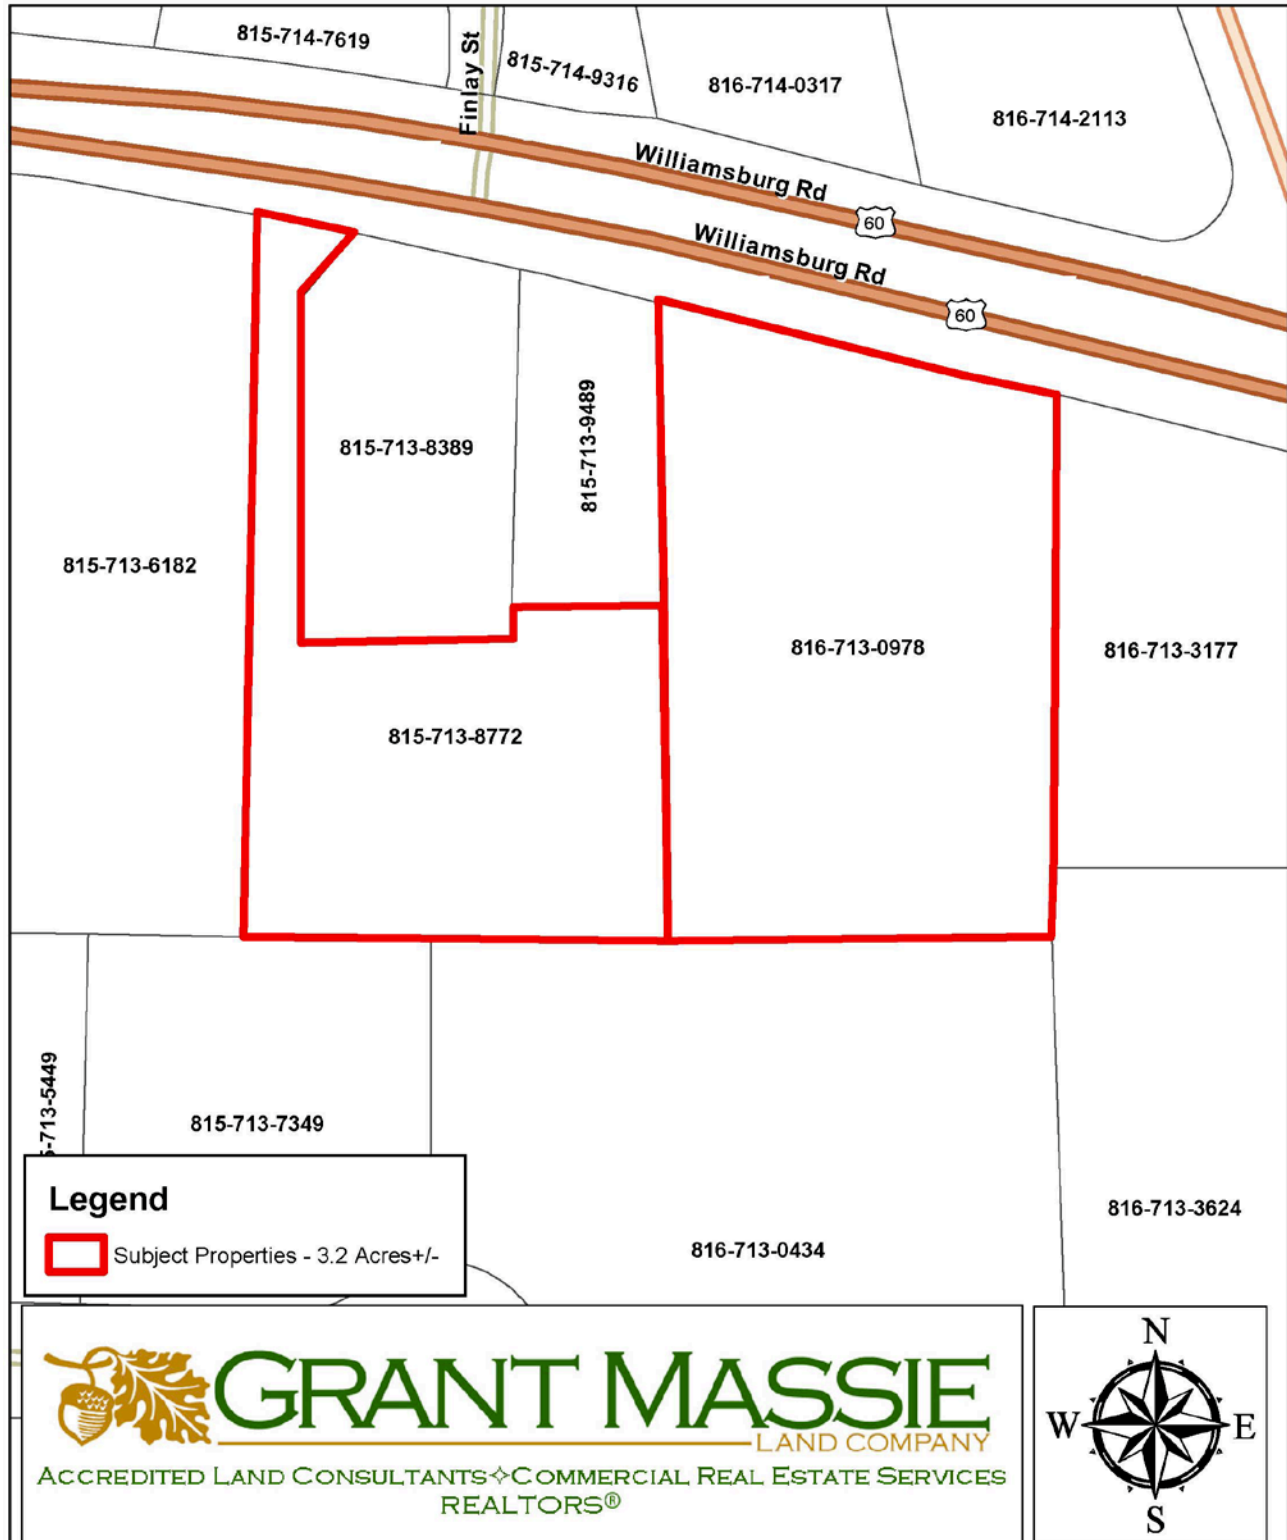 815-714-7619
Finlay St
815-714-9316
816-714-0317
816-714-2113
Williamsburg Rd
60
Williamsburg Rd
60
815-713-8389
815-713-9489
815-713-6182
816-713-0978
816-713-3177
815-713-8772
5-713-5449
815-713-7349
816-713-3624
816-713-0434
Legend
Subject Properties - 3.2 Acres+/-
GRANT MASSIE
LAND COMPANY
ACCREDITED LAND CONSULTANTS✧COMMERCIAL REAL ESTATE SERVICES
REALTORS®
N
W E
S